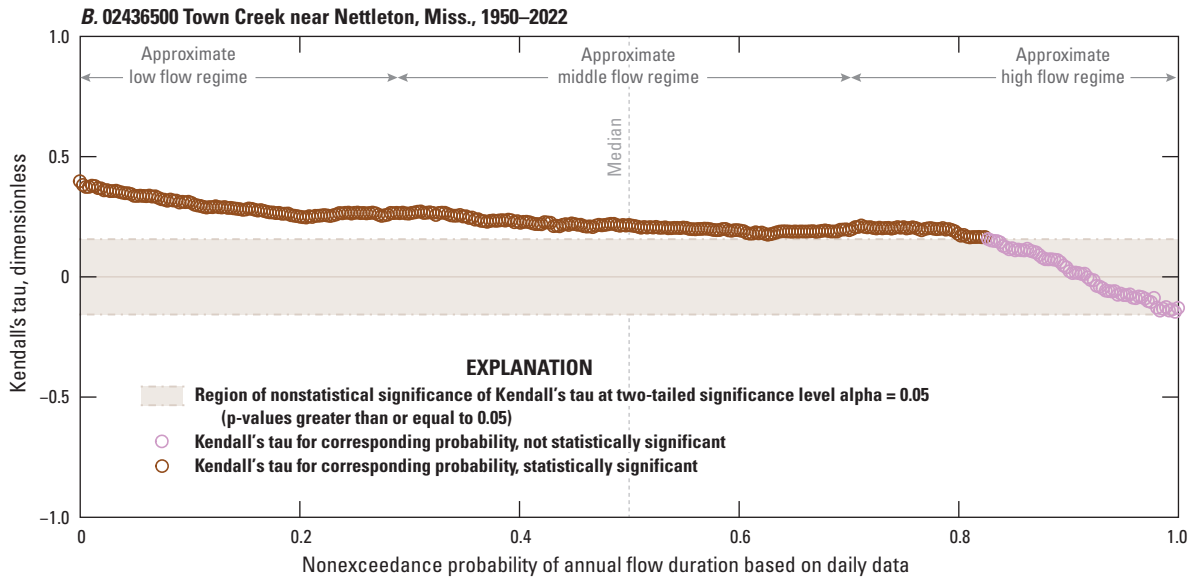 B. 02436500 Town Creek near Nettleton, Miss., 1950–2022
Approximate
low flow regime
Approximate
middle flow regime
Approximate
high flow regime
Median
Kendall's tau, dimensionless
1.0
0.5
0
−0.5
−1.0
EXPLANATION
Region of nonstatistical significance of Kendall's tau at two-tailed significance level alpha = 0.05
(p-values greater than or equal to 0.05)
Kendall's tau for corresponding probability, not statistically significant
Kendall's tau for corresponding probability, statistically significant
0 0.2 0.4 0.6 0.8 1.0
Nonexceedance probability of annual flow duration based on daily data